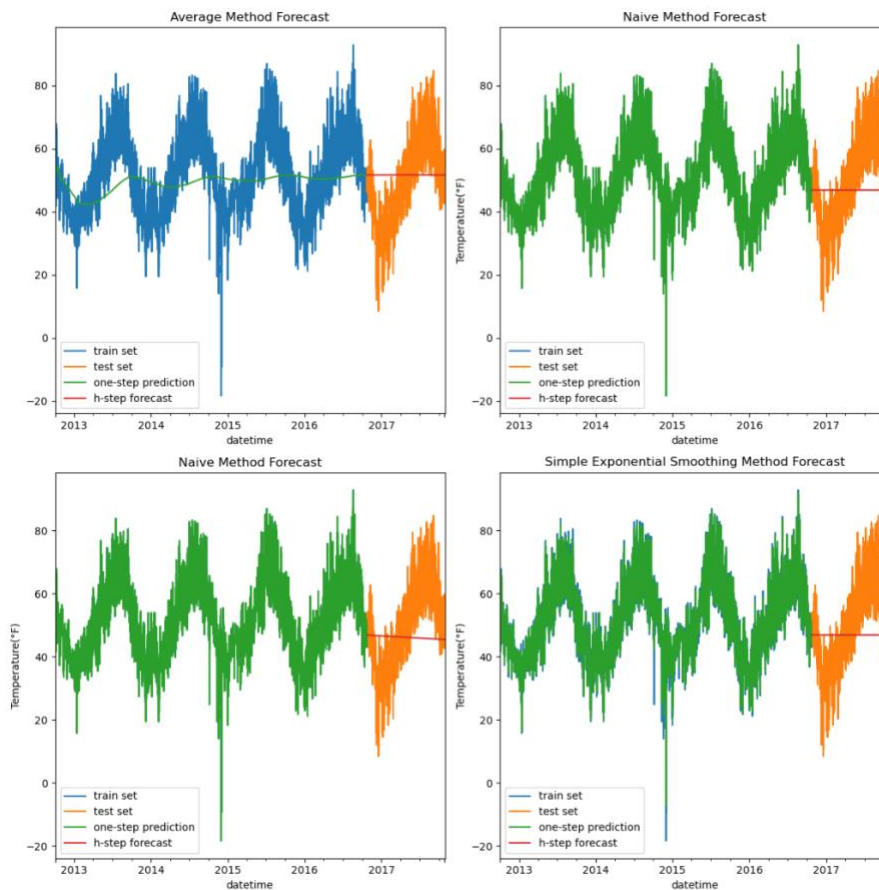 Average Method Forecast
80
60
40
20
0
−20
train set
test set
one-step prediction
h-step forecast
2013 2014 2015 2016 2017
datetime
Naive Method Forecast
Temperature(°F)
80
60
40
20
0
−20
train set
test set
one-step prediction
h-step forecast
2013 2014 2015 2016 2017
datetime
Naive Method Forecast
Temperature(°F)
80
60
40
20
0
−20
train set
test set
one-step prediction
h-step forecast
2013 2014 2015 2016 2017
datetime
Simple Exponential Smoothing Method Forecast
Temperature(°F)
80
60
40
20
0
−20
train set
test set
one-step prediction
h-step forecast
2013 2014 2015 2016 2017
datetime